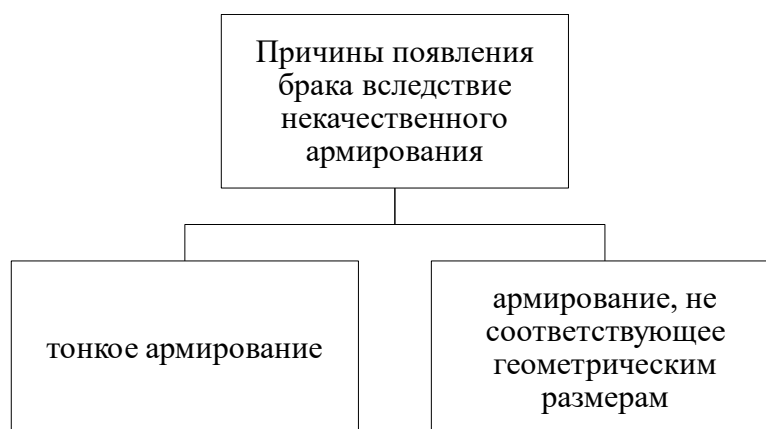 Причины появления
брака вследствие
некачественного
армирования
тонкое армирование
армирование, не
соответствующее
геометрическим
размерам